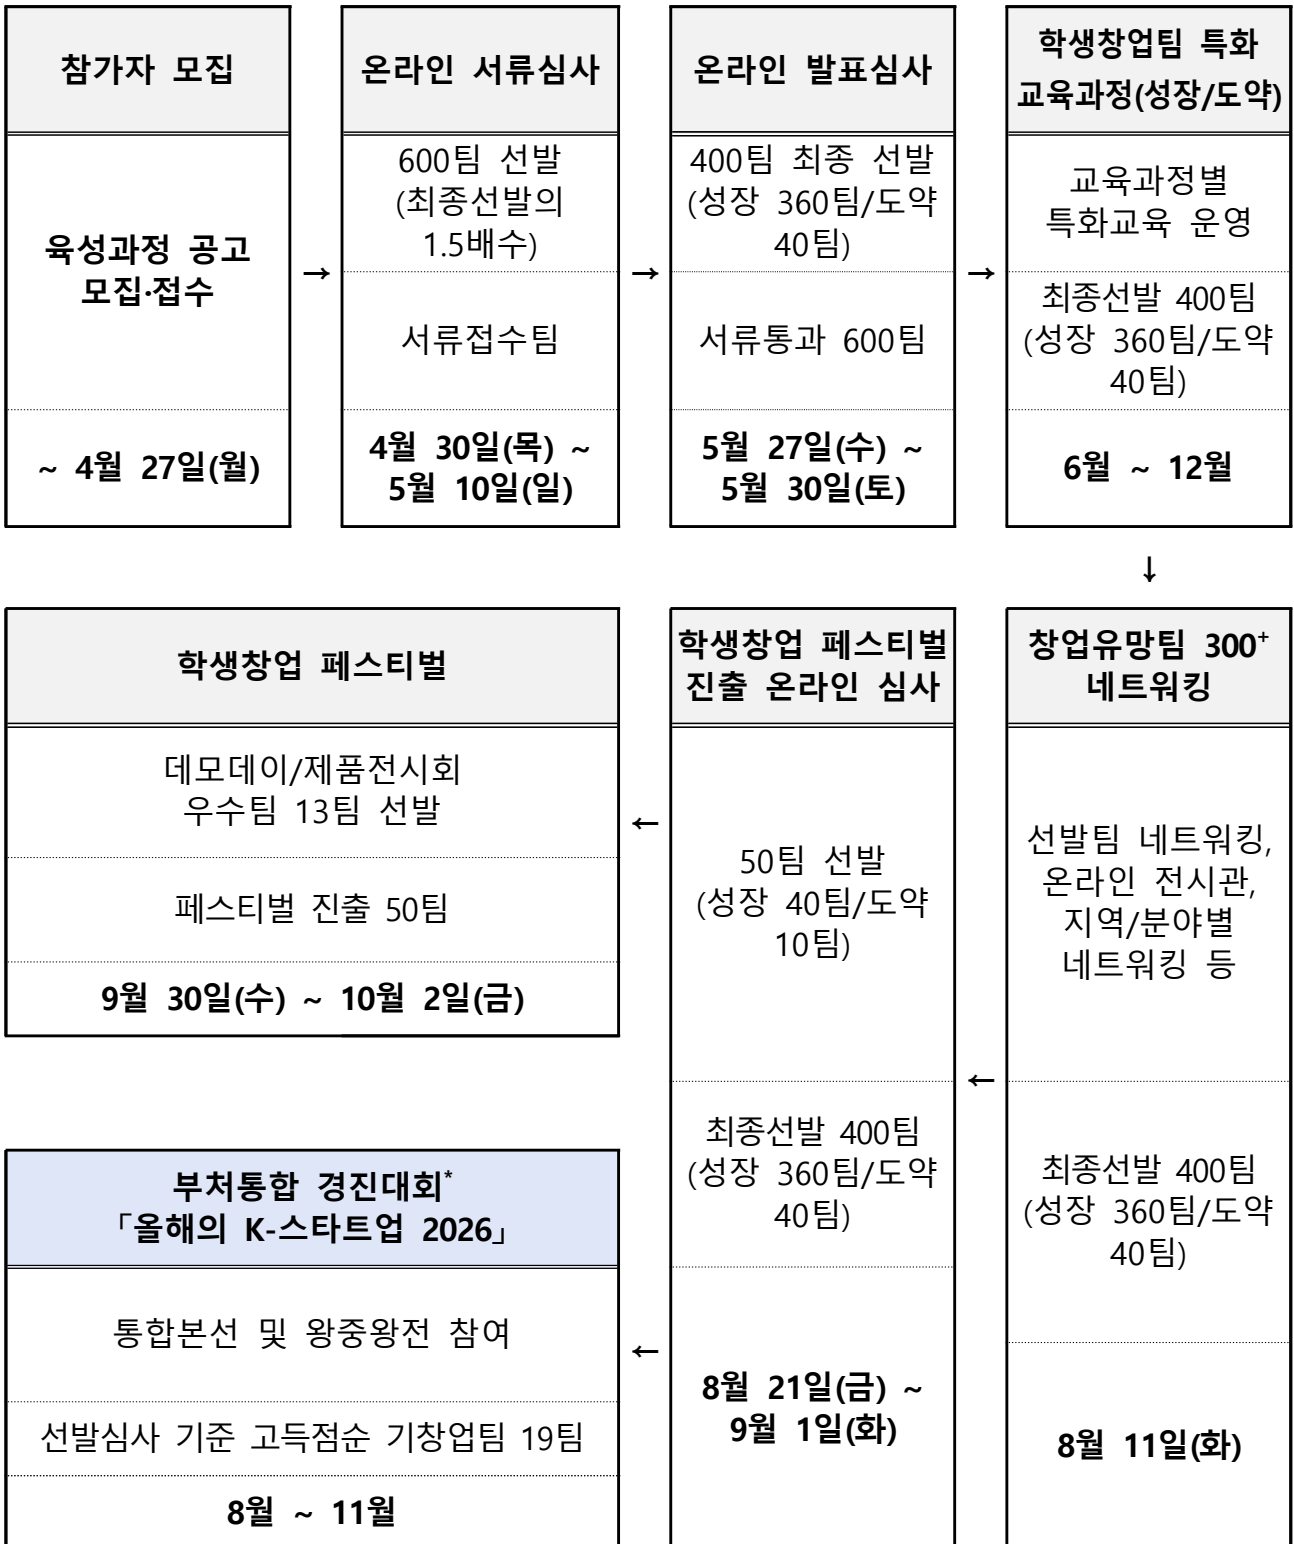 참가자 모집
육성과정 공고
모집·접수
~ 4월 27일(월)
→
온라인 서류심사
600팀 선발
(최종선발의
1.5배수)
서류접수팀
4월 30일(목) ~
5월 10일(일)
→
온라인 발표심사
400팀 최종 선발
(성장 360팀/도약
40팀)
서류통과 600팀
5월 27일(수) ~
5월 30일(토)
→
학생창업팀 특화
교육과정(성장/도약)
교육과정별
특화교육 운영
최종선발 400팀
(성장 360팀/도약
40팀)
6월 ~ 12월
↓
창업유망팀 300+
네트워킹
선발팀 네트워킹,
온라인 전시관,
지역/분야별
네트워킹 등
최종선발 400팀
(성장 360팀/도약
40팀)
8월 11일(화)
←
학생창업 페스티벌
진출 온라인 심사
50팀 선발
(성장 40팀/도약
10팀)
최종선발 400팀
(성장 360팀/도약
40팀)
8월 21일(금) ~
9월 1일(화)
←
학생창업 페스티벌
데모데이/제품전시회
우수팀 13팀 선발
페스티벌 진출 50팀
9월 30일(수) ~ 10월 2일(금)
←
부처통합 경진대회*
「올해의 K-스타트업 2026」
통합본선 및 왕중왕전 참여
선발심사 기준 고득점순 기창업팀 19팀
8월 ~ 11월